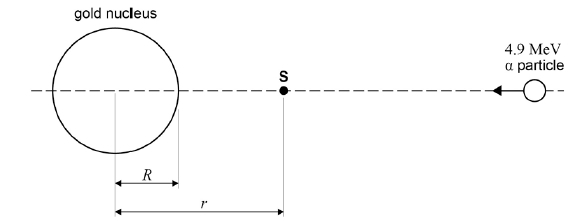 gold nucleus
S
4.9 MeV
α particle
R
r